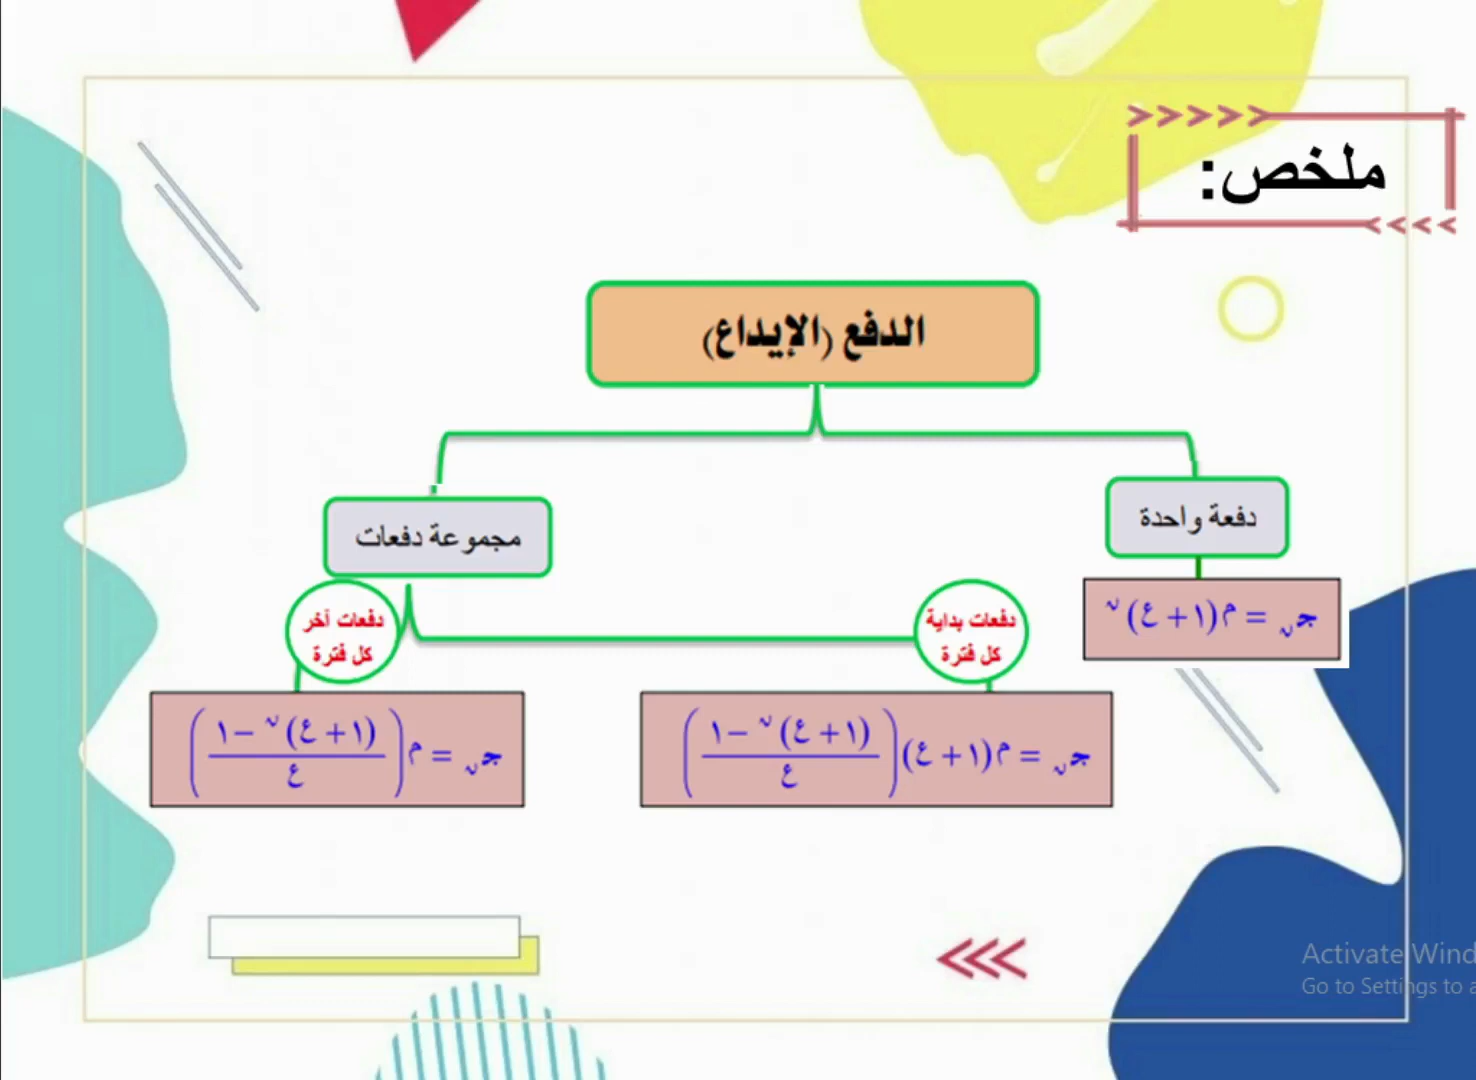 ملخص:
الدفع (الإيداع)
دفعة واحدة
جـن = م(١ + ع)ن
مجموعة دفعات
دفعات بداية
كل فترة
جـن = م(١ + ع)(((١ + ع)ن − ١)/ع)
دفعات آخر
كل فترة
جـن = م(((١ + ع)ن − ١)/ع)
Activate Wind
Go to Settings to a